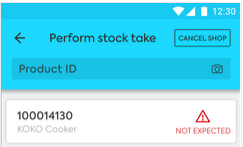 12:30
Perform stock take
CANCEL SHOP
Product ID
100014130
KOKO Cooker
NOT EXPECTED